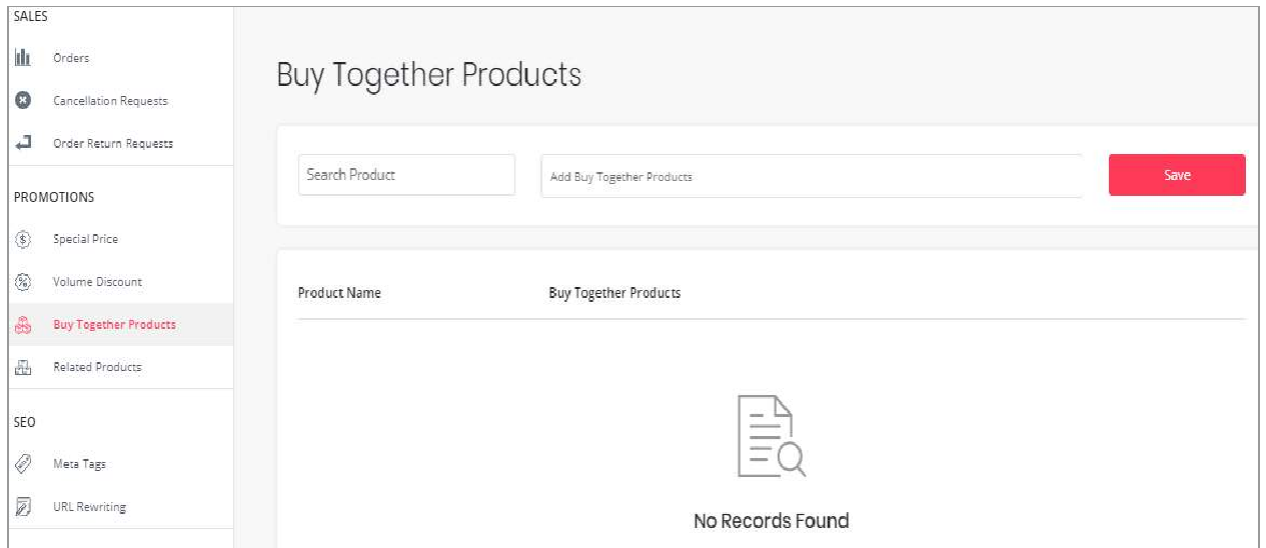 SALES
Orders
Cancellation Requests
Order Return Requests
PROMOTIONS
Special Price
Volume Discount
Buy Together Products
Related Products
SEO
Meta Tags
URL Rewriting
Buy Together Products
Search Product
Add Buy Together Products
Save
Product Name
Buy Together Products
No Records Found